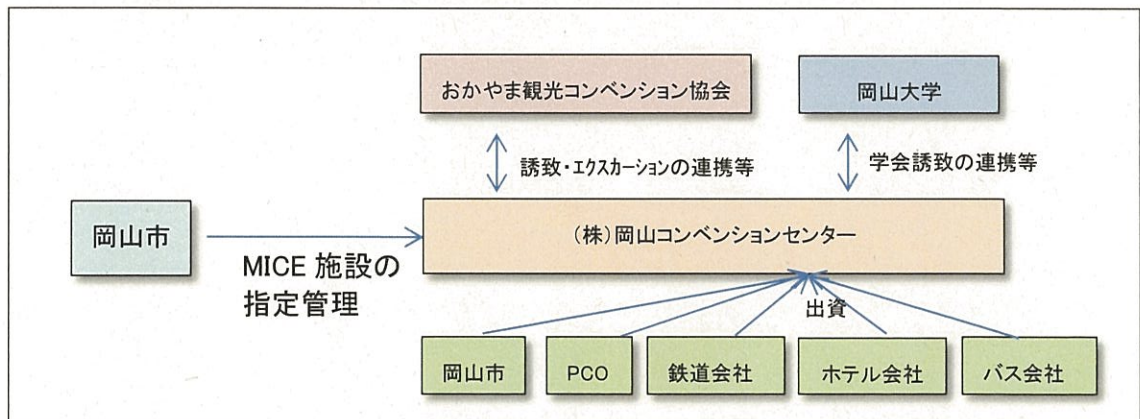 おかやま観光コンベンション協会
岡山大学
誘致・エクスカーションの連携等
学会誘致の連携等
岡山市
(株)岡山コンベンションセンター
MICE 施設の
指定管理
出資
岡山市
PCO
鉄道会社
ホテル会社
バス会社